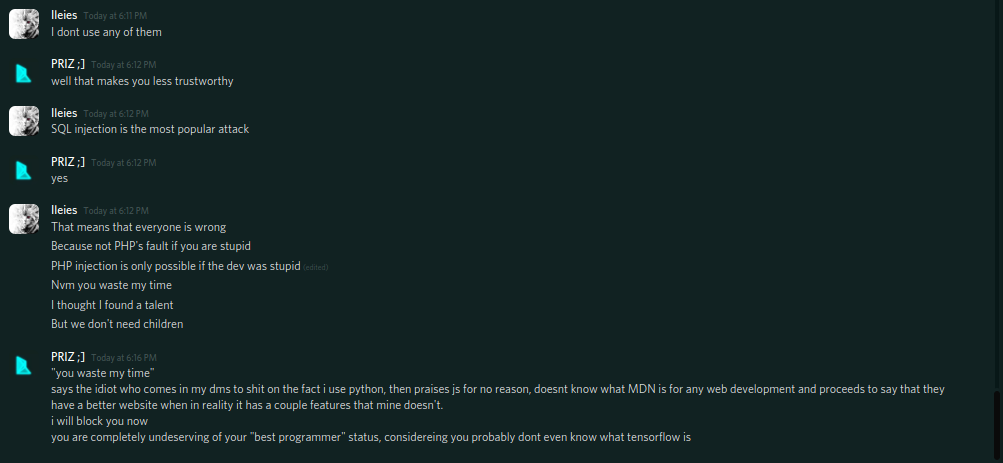 lleies Today at 6:11 PM
I dont use any of them
PRIZ ;] Today at 6:12 PM
well that makes you less trustworthy
lleies Today at 6:12 PM
SQL injection is the most popular attack
PRIZ ;] Today at 6:12 PM
yes
lleies Today at 6:12 PM
That means that everyone is wrong
Because not PHP's fault if you are stupid
PHP injection is only possible if the dev was stupid (edited)
Nvm you waste my time
I thought I found a talent
But we don't need children
PRIZ ;] Today at 6:16 PM
"you waste my time"
says the idiot who comes in my dms to shit on the fact i use python, then praises js for no reason, doesnt know what MDN is for any web development and proceeds to say that they
have a better website when in reality it has a couple features that mine doesn't.
i will block you now
you are completely undeserving of your "best programmer" status, considereing you probably dont even know what tensorflow is